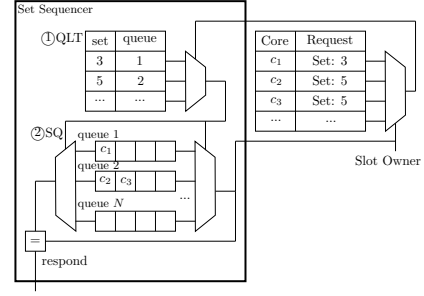 Set Sequencer
①QLT
set queue
3 1
5 2
... ...
Core Request
c₁ Set: 3
c₂ Set: 5
c₃ Set: 5
... ...
Slot Owner
②SQ
queue 1
c₁
queue 2
c₂ c₃
...
queue N
=
respond